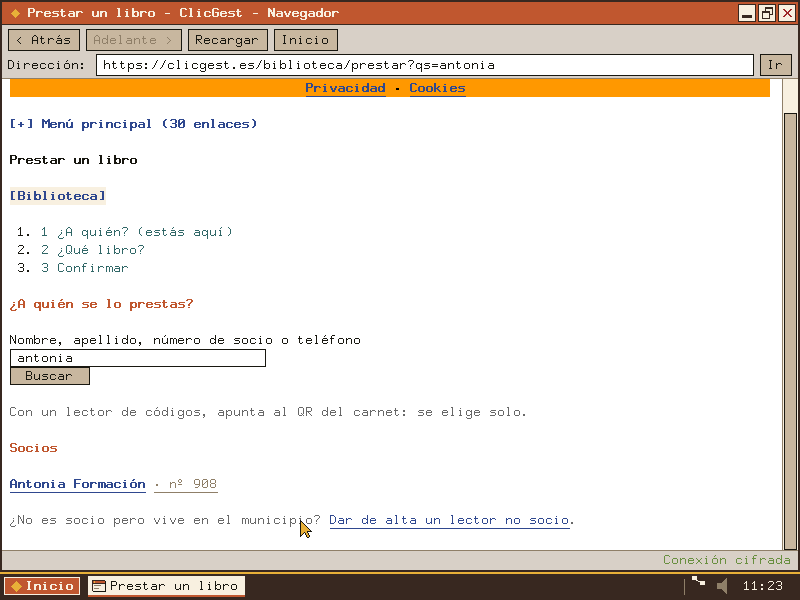 Prestar un libro - ClicGest - Navegador
< Atrás Adelante > Recargar Inicio
Dirección: https://clicgest.es/biblioteca/prestar?qs=antonia Ir
Privacidad · Cookies
[+] Menú principal (30 enlaces)
Prestar un libro
[Biblioteca]
1. 1 ¿A quién? (estás aquí)
2. 2 ¿Qué libro?
3. 3 Confirmar
¿A quién se lo prestas?
Nombre, apellido, número de socio o teléfono
antonia
Buscar
Con un lector de códigos, apunta al QR del carnet: se elige solo.
Socios
Antonia Formación · nº 908
¿No es socio pero vive en el municipio? Dar de alta un lector no socio.
Conexión cifrada
Inicio Prestar un libro 11:23